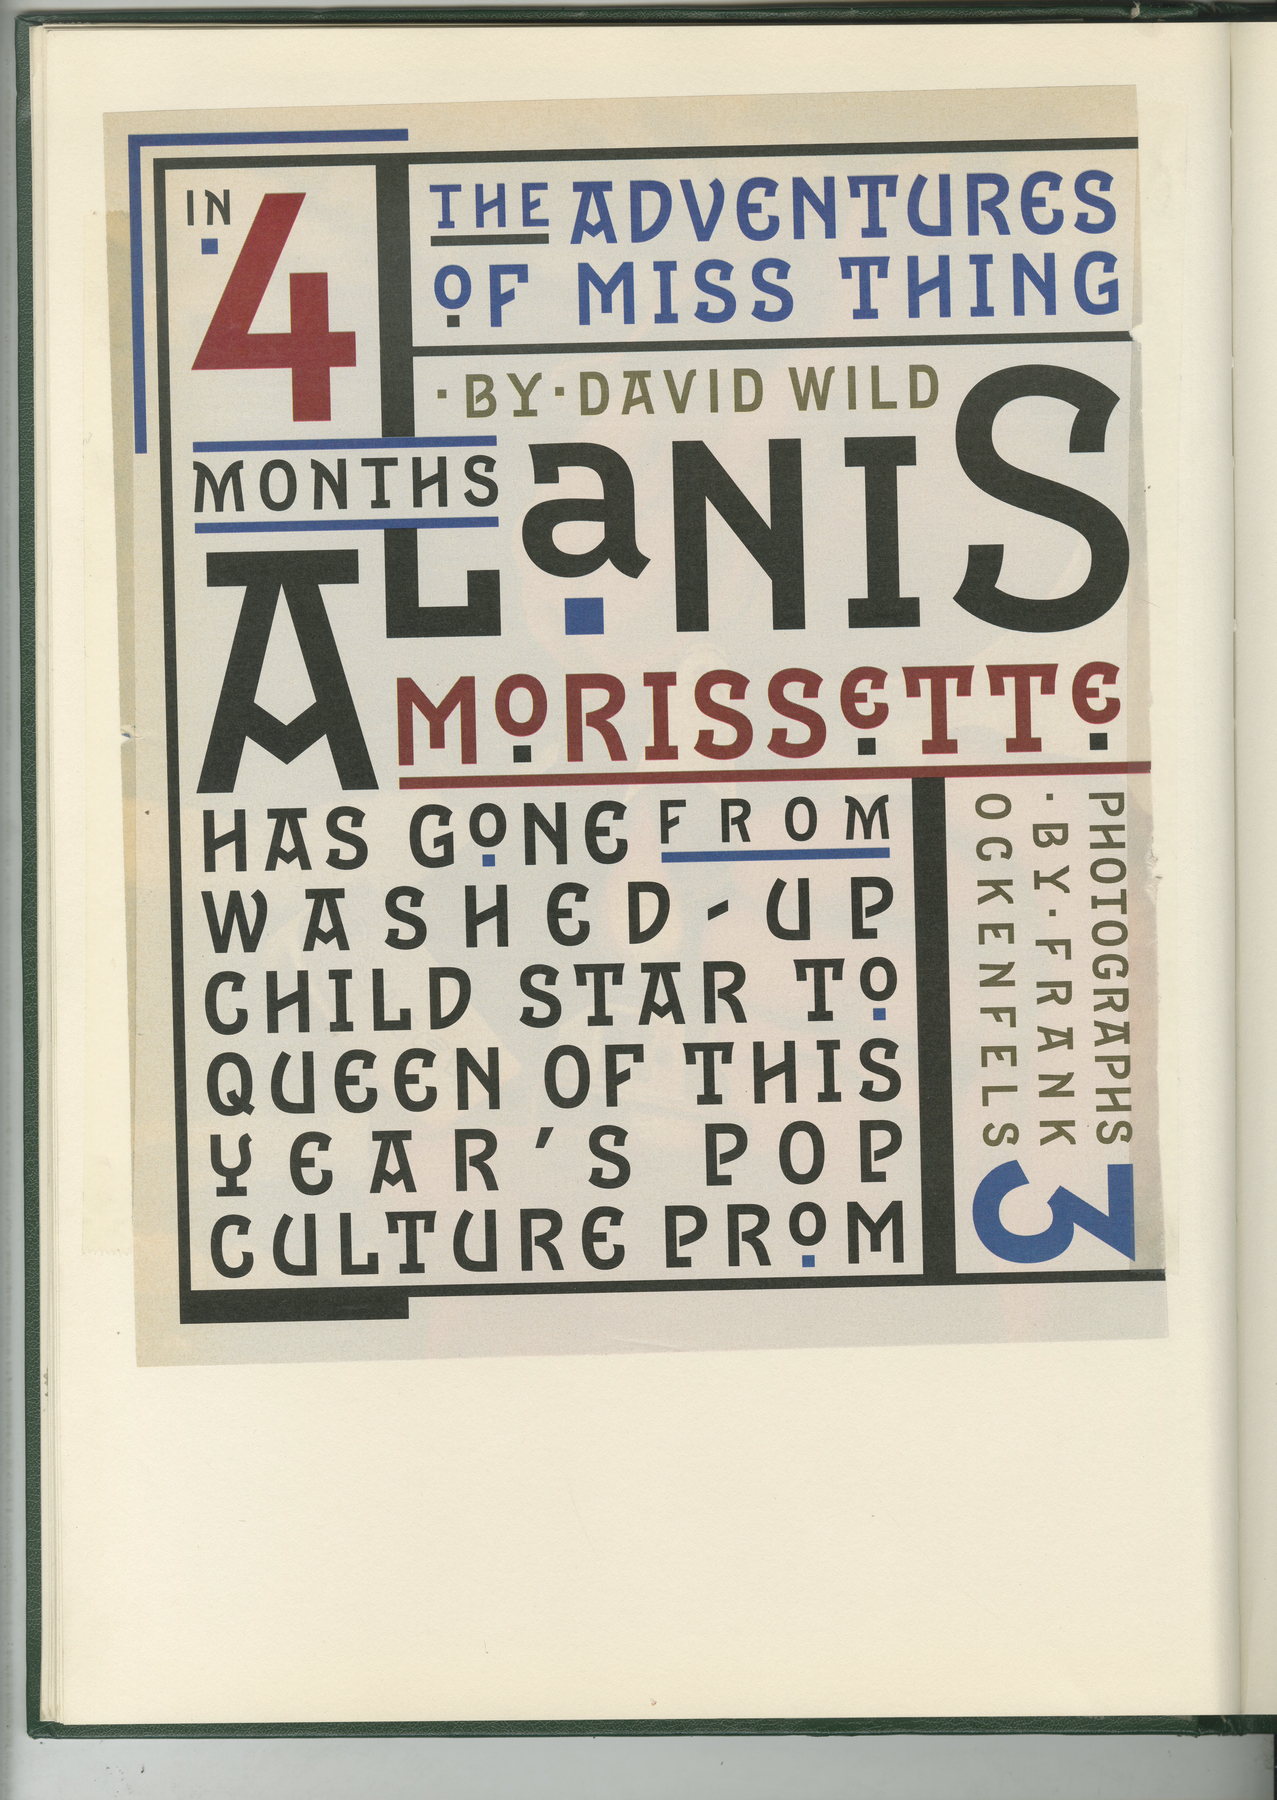 THE ADVENTURES
OF MISS THING
·BY·DAVID WILD
IN
4
MONTHS
ALaNIS
MORISSETTE
HAS GONE FROM
WASHED-UP
CHILD STAR TO
QUEEN OF THIS
YEAR'S POP
CULTURE PROM
PHOTOGRAPHS
·BY·FRANK
OCKENFELS
3